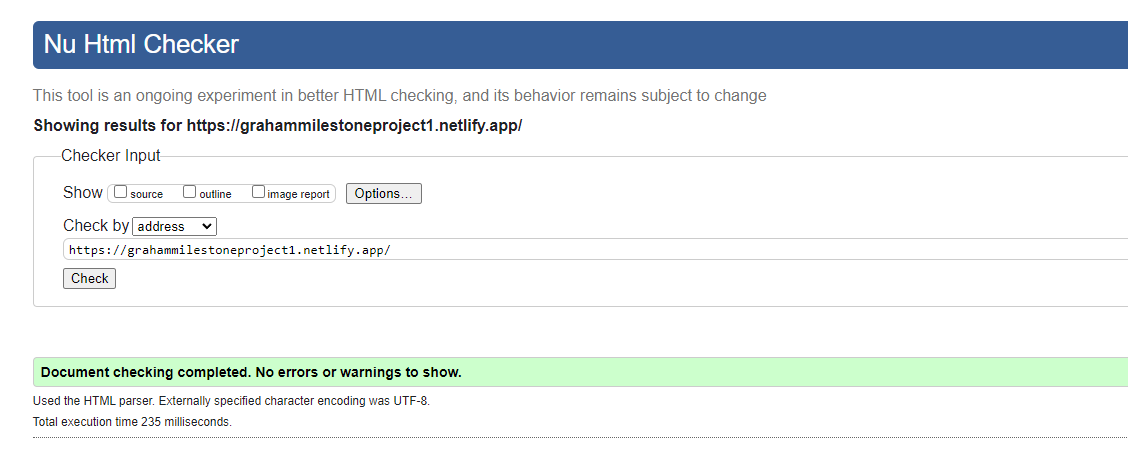 Nu Html Checker
This tool is an ongoing experiment in better HTML checking, and its behavior remains subject to change
Showing results for https://grahammilestoneproject1.netlify.app/
Checker Input
Show source outline image report Options...
Check by address
https://grahammilestoneproject1.netlify.app/
Check
Document checking completed. No errors or warnings to show.
Used the HTML parser. Externally specified character encoding was UTF-8.
Total execution time 235 milliseconds.